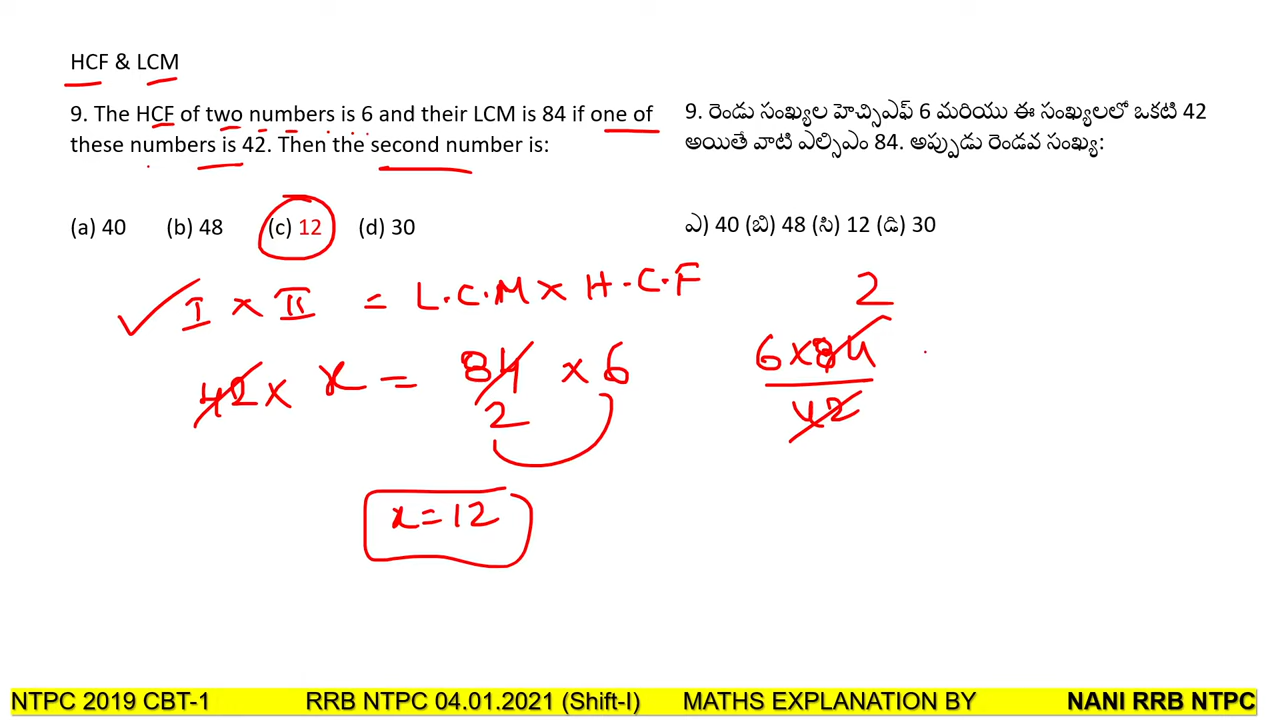 HCF & LCM
9. The HCF of two numbers is 6 and their LCM is 84 if one of
these numbers is 42. Then the second number is:
(a) 40 (b) 48 (c) 12 (d) 30
9. రెండు సంఖ్యల హెచ్సిఎఫ్ 6 మరియు ఈ సంఖ్యలలో ఒకటి 42
అయితే వాటి ఎల్సిఎం 84. అప్పుడు రెండవ సంఖ్య:
ఎ) 40 (బి) 48 (సి) 12 (డి) 30
I × II = L.C.M × H.C.F
42 × x = 84 × 6
2
x = 12
2
6 × 84
42
NTPC 2019 CBT-1 RRB NTPC 04.01.2021 (Shift-I) MATHS EXPLANATION BY NANI RRB NTPC